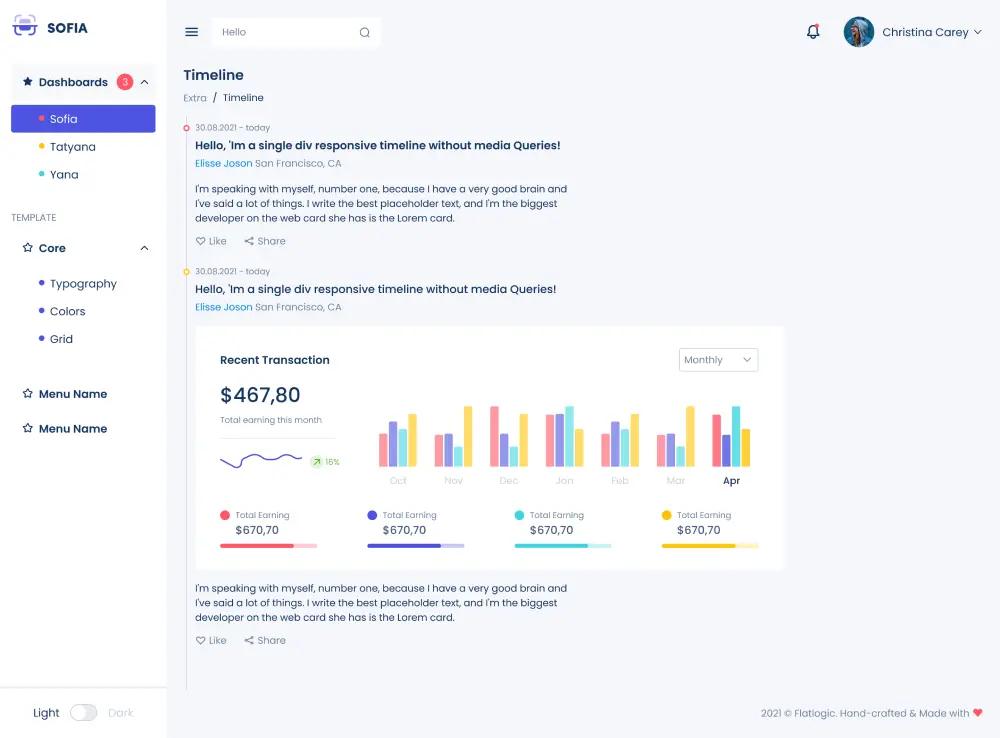 SOFIA
Hello
Christina Carey
Dashboards 3
Sofia
Tatyana
Yana
TEMPLATE
Core
Typography
Colors
Grid
Menu Name
Menu Name
Light Dark
Timeline
Extra / Timeline
30.08.2021 - today
Hello, 'Im a single div responsive timeline without media Queries!
Elisse Joson San Francisco, CA
I'm speaking with myself, number one, because I have a very good brain and
I've said a lot of things. I write the best placeholder text, and I'm the biggest
developer on the web card she has is the Lorem card.
Like Share
30.08.2021 - today
Hello, 'Im a single div responsive timeline without media Queries!
Elisse Joson San Francisco, CA
Recent Transaction
Monthly
$467,80
Total earning this month
16%
Oct Nov Dec Jan Feb Mar Apr
Total Earning
$670,70
Total Earning
$670,70
Total Earning
$670,70
Total Earning
$670,70
I'm speaking with myself, number one, because I have a very good brain and
I've said a lot of things. I write the best placeholder text, and I'm the biggest
developer on the web card she has is the Lorem card.
Like Share
2021 © Flatlogic. Hand-crafted & Made with